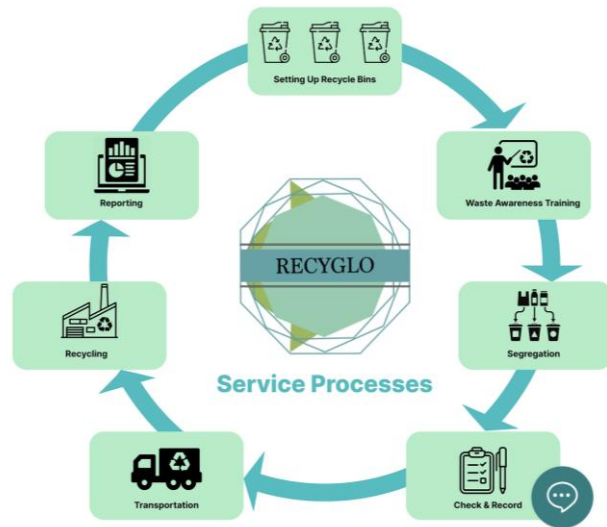 Setting Up Recycle Bins
Reporting
Waste Awareness Training
RECYGLO
Recycling
Segregation
Service Processes
Transportation
Check & Record